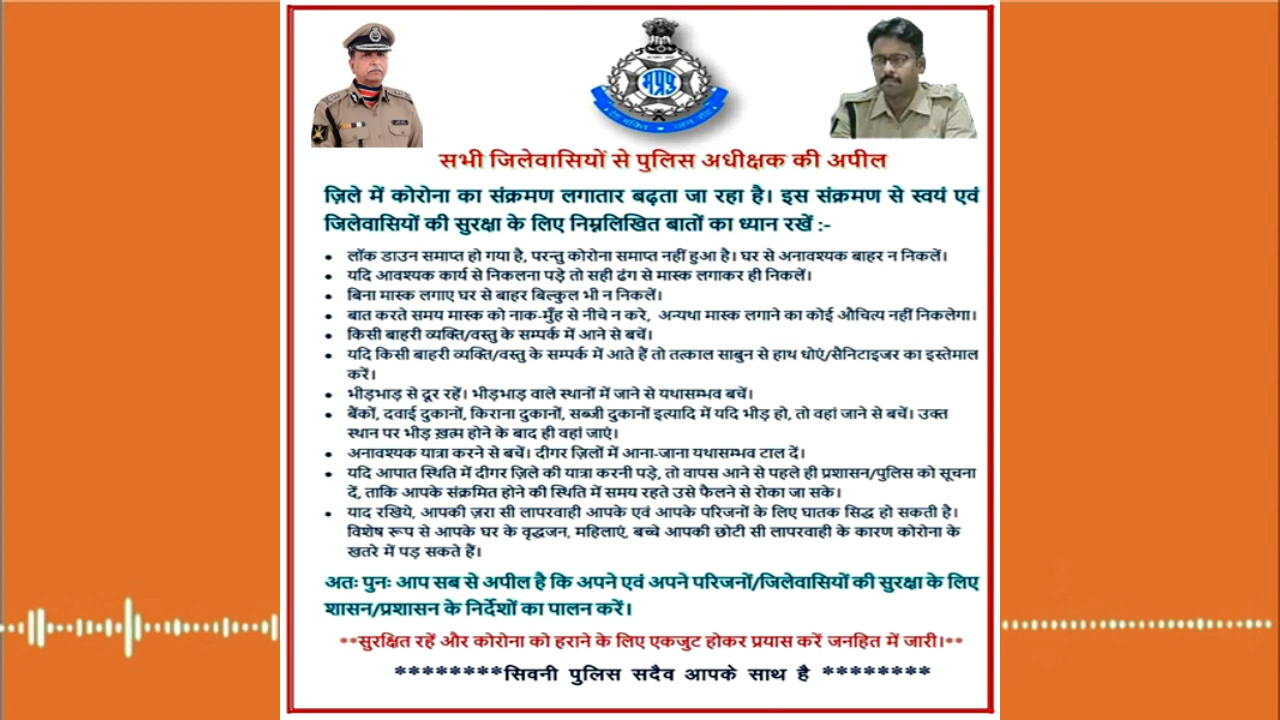 मप्रपु
देश भक्ति जन सेवा
सभी जिलेवासियों से पुलिस अधीक्षक की अपील
ज़िले में कोरोना का संक्रमण लगातार बढ़ता जा रहा है। इस संक्रमण से स्वयं एवं
जिलेवासियों की सुरक्षा के लिए निम्नलिखित बातों का ध्यान रखें :-
• लॉक डाउन समाप्त हो गया है, परन्तु कोरोना समाप्त नहीं हुआ है। घर से अनावश्यक बाहर न निकलें।
• यदि आवश्यक कार्य से निकलना पड़े तो सही ढंग से मास्क लगाकर ही निकलें।
• बिना मास्क लगाए घर से बाहर बिल्कुल भी न निकलें।
• बात करते समय मास्क को नाक-मुँह से नीचे न करे, अन्यथा मास्क लगाने का कोई औचित्य नहीं निकलेगा।
• किसी बाहरी व्यक्ति/वस्तु के सम्पर्क में आने से बचें।
• यदि किसी बाहरी व्यक्ति/वस्तु के सम्पर्क में आते हैं तो तत्काल साबुन से हाथ धोएं/सैनिटाइजर का इस्तेमाल
करें।
• भीड़भाड़ से दूर रहें। भीड़भाड़ वाले स्थानों में जाने से यथासम्भव बचें।
• बैंकों, दवाई दुकानों, किराना दुकानों, सब्जी दुकानों इत्यादि में यदि भीड़ हो, तो वहां जाने से बचें। उक्त
स्थान पर भीड़ ख़त्म होने के बाद ही वहां जाएं।
• अनावश्यक यात्रा करने से बचें। दीगर ज़िलों में आना-जाना यथासम्भव टाल दें।
• यदि आपात स्थिति में दीगर ज़िले की यात्रा करनी पड़े, तो वापस आने से पहले ही प्रशासन/पुलिस को सूचना
दें, ताकि आपके संक्रमित होने की स्थिति में समय रहते उसे फैलने से रोका जा सके।
• याद रखिये, आपकी ज़रा सी लापरवाही आपके एवं आपके परिजनों के लिए घातक सिद्ध हो सकती है।
विशेष रूप से आपके घर के वृद्धजन, महिलाएं, बच्चे आपकी छोटी सी लापरवाही के कारण कोरोना के
खतरे में पड़ सकते हैं।
अतः पुनः आप सब से अपील है कि अपने एवं अपने परिजनों/जिलेवासियों की सुरक्षा के लिए
शासन/प्रशासन के निर्देशों का पालन करें।
**सुरक्षित रहें और कोरोना को हराने के लिए एकजुट होकर प्रयास करें जनहित में जारी।**
********सिवनी पुलिस सदैव आपके साथ है ********